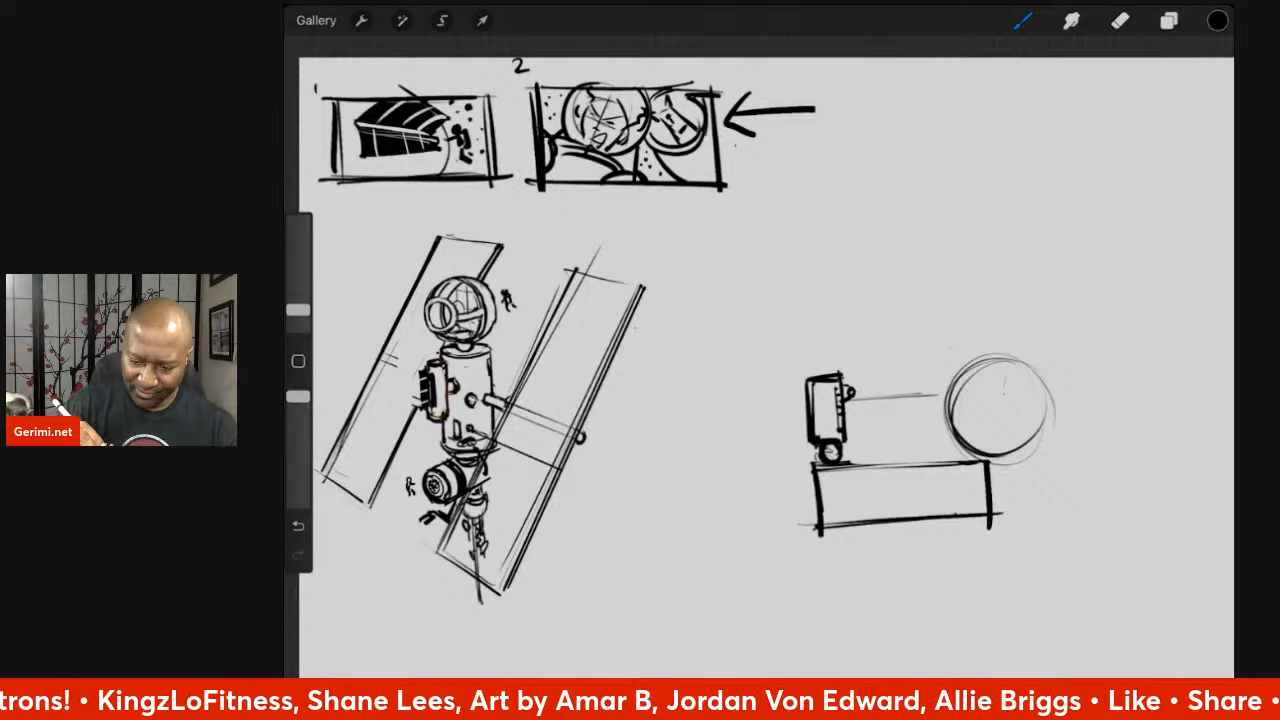 Gallery
1
2
Gerimi.net
trons! • KingzLoFitness, Shane Lees, Art by Amar B, Jordan Von Edward, Allie Briggs • Like • Share •